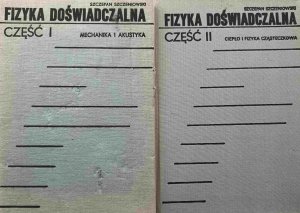 SZCZEPAN SZCZENIOWSKI
FIZYKA DOŚWIADCZALNA
CZĘŚĆ I
MECHANIKA I AKUSTYKA
SZCZEPAN SZCZENIOWSKI
FIZYKA DOŚWIADCZALNA
CZĘŚĆ II
CIEPŁO I FIZYKA CZĄSTECZKOWA